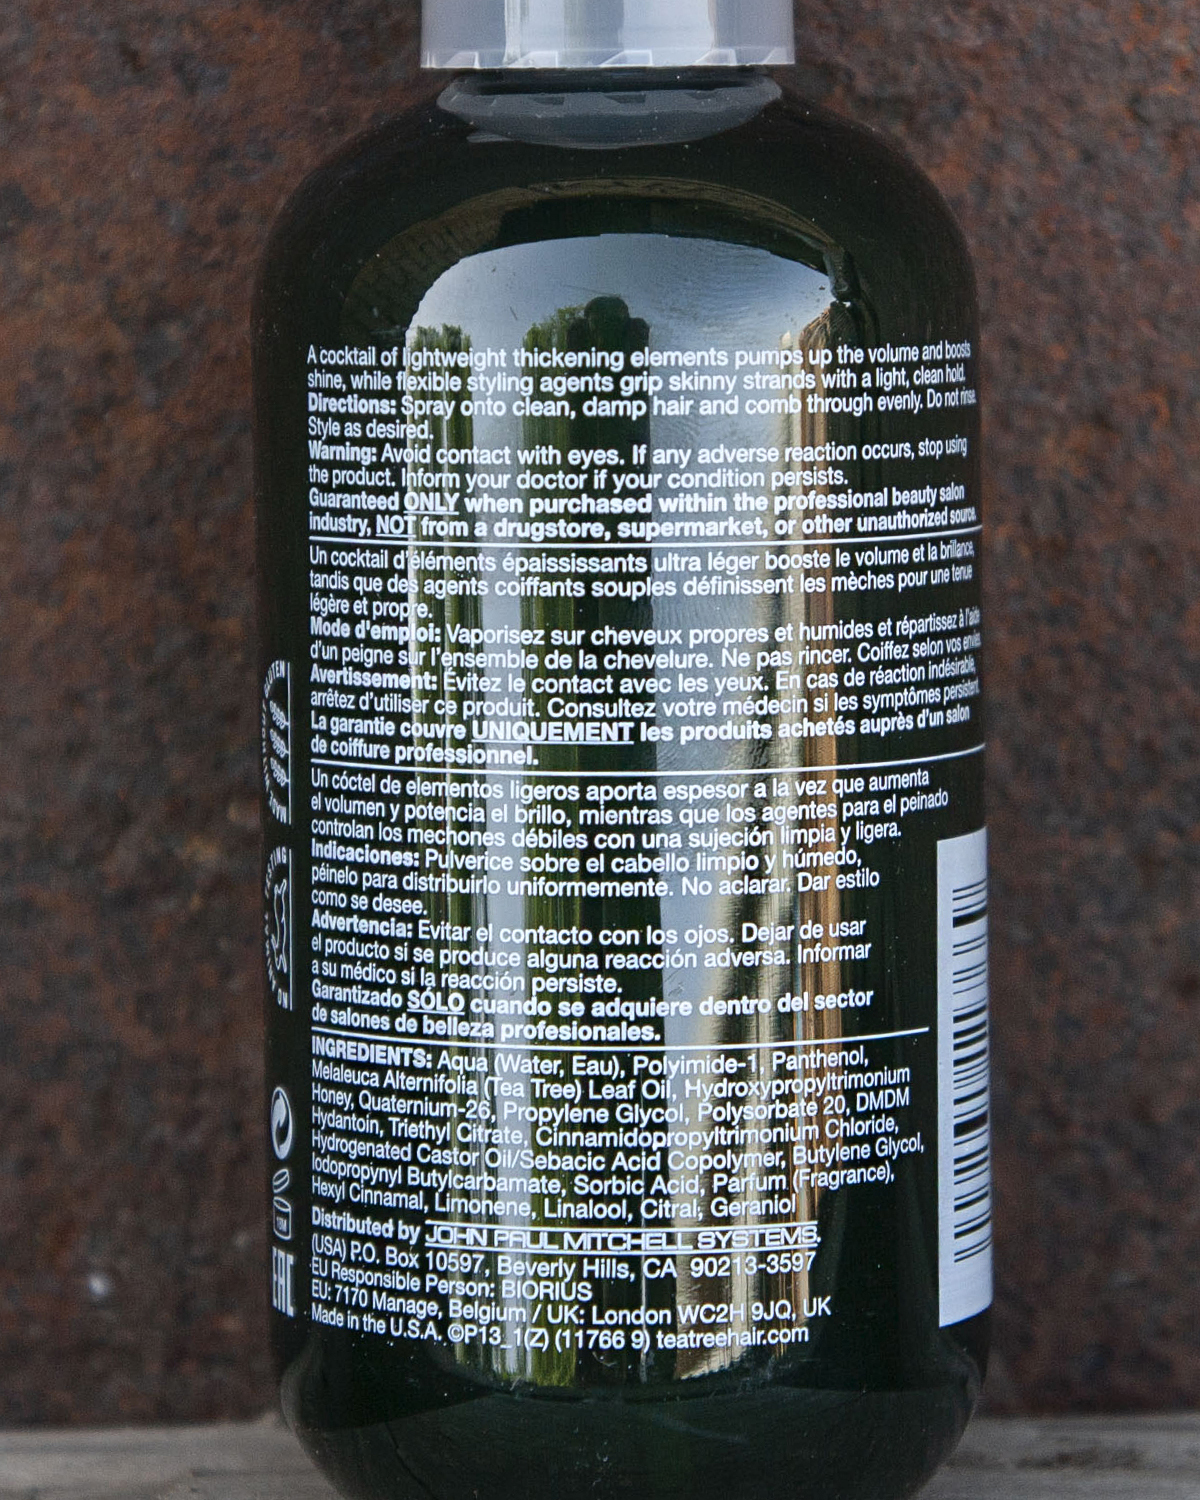 A cocktail of lightweight thickening elements pumps up the volume and boosts
shine, while flexible styling agents grip skinny strands with a light, clean hold.
Directions: Spray onto clean, damp hair and comb through evenly. Do not rinse.
Style as desired.
Warning: Avoid contact with eyes. If any adverse reaction occurs, stop using
the product. Inform your doctor if your condition persists.
Guaranteed ONLY when purchased within the professional beauty salon
industry, NOT from a drugstore, supermarket, or other unauthorized source.
Un cocktail d'éléments épaississants ultra léger booste le volume et la brillance,
tandis que des agents coiffants souples définissent les mèches pour une tenue
légère et propre.
Mode d'emploi: Vaporisez sur cheveux propres et humides et répartissez à l'aide
d'un peigne sur l'ensemble de la chevelure. Ne pas rincer. Coiffez selon vos envies.
Avertissement: Évitez le contact avec les yeux. En cas de réaction indésirable,
arrêtez d'utiliser ce produit. Consultez votre médecin si les symptômes persistent.
La garantie couvre UNIQUEMENT les produits achetés auprès d'un salon
de coiffure professionnel.
Un cóctel de elementos ligeros aporta espesor a la vez que aumenta
el volumen y potencia el brillo, mientras que los agentes para el peinado
controlan los mechones débiles con una sujeción limpia y ligera.
Indicaciones: Pulverice sobre el cabello limpio y húmedo,
péinelo para distribuirlo uniformemente. No aclarar. Dar estilo
como se desee.
Advertencia: Evitar el contacto con los ojos. Dejar de usar
el producto si se produce alguna reacción adversa. Informar
a su médico si la reacción persiste.
Garantizado SÓLO cuando se adquiere dentro del sector
de salones de belleza profesionales.
INGREDIENTS: Aqua (Water, Eau), Polyimide-1, Panthenol,
Melaleuca Alternifolia (Tea Tree) Leaf Oil, Hydroxypropyltrimonium
Honey, Quaternium-26, Propylene Glycol, Polysorbate 20, DMDM
Hydantoin, Triethyl Citrate, Cinnamidopropyltrimonium Chloride,
Hydrogenated Castor Oil/Sebacic Acid Copolymer, Butylene Glycol,
Iodopropynyl Butylcarbamate, Sorbic Acid, Parfum (Fragrance),
Hexyl Cinnamal, Limonene, Linalool, Citral, Geraniol
Distributed by JOHN PAUL MITCHELL SYSTEMS.
(USA) P.O. Box 10597, Beverly Hills, CA 90213-3597
EU Responsible Person: BIORIUS
EU: 7170 Manage, Belgium / UK: London WC2H 9JQ, UK
Made in the U.S.A. ©P13_1(Z) (11766 9) teatreehair.com
GLUTEN
TESTING
NO
18M
EAC